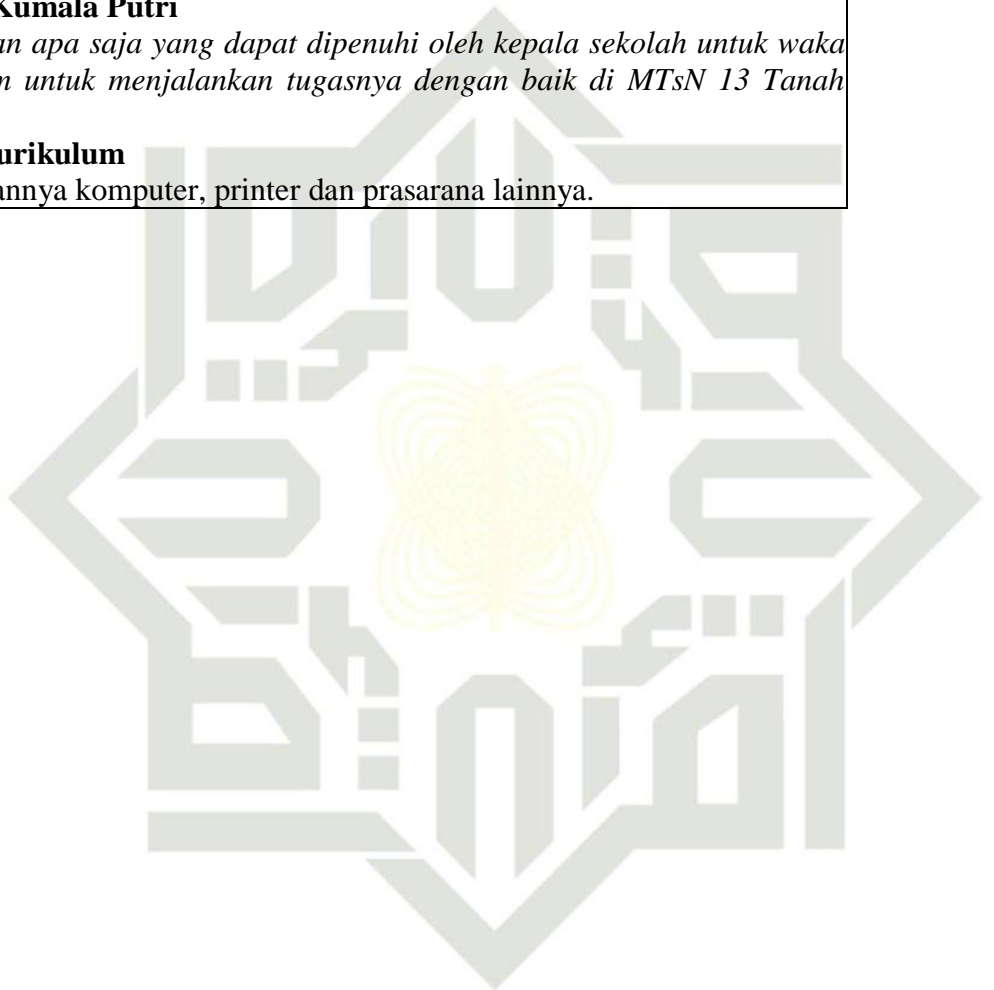 Kumala Putri
an apa saja yang dapat dipenuhi oleh kepala sekolah untuk waka
n untuk menjalankan tugasnya dengan baik di MTsN 13 Tanah
urikulum
annya komputer, printer dan prasarana lainnya.